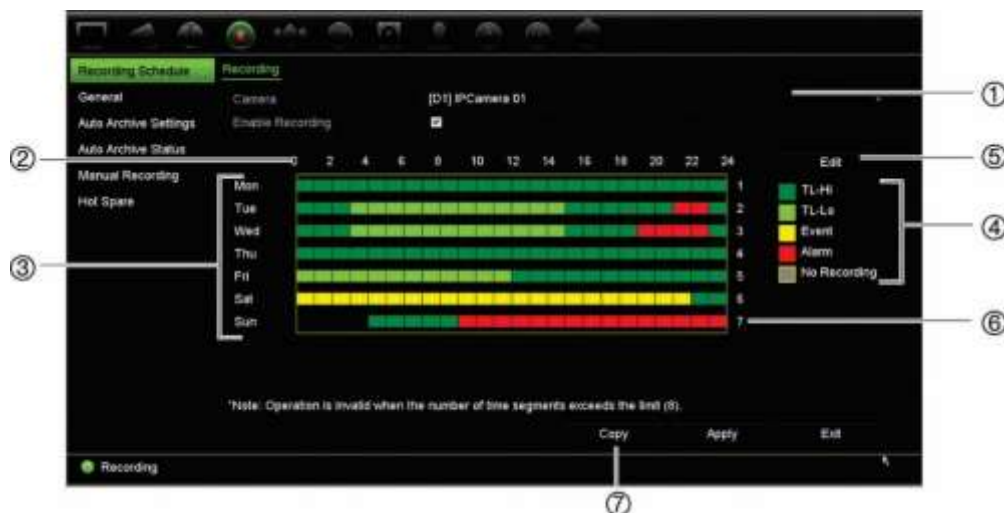 Recording Schedule Recording
General Camera [D1] IPCamera 01 ①
Auto Archive Settings Enable Recording
Auto Archive Status
② 0 2 4 6 8 10 12 14 16 18 20 22 24 Edit ⑤
Manual Recording
Hot Spare
③
Mon 1 TL-Hi
Tue 2 TL-Lo
Wed 3 Event ④
Thu 4 Alarm
Fri 5 No Recording
Sat 6
Sun 7 ⑥
*Note: Operation is invalid when the number of time segments exceeds the limit (8).
Copy Apply Exit
Recording
⑦